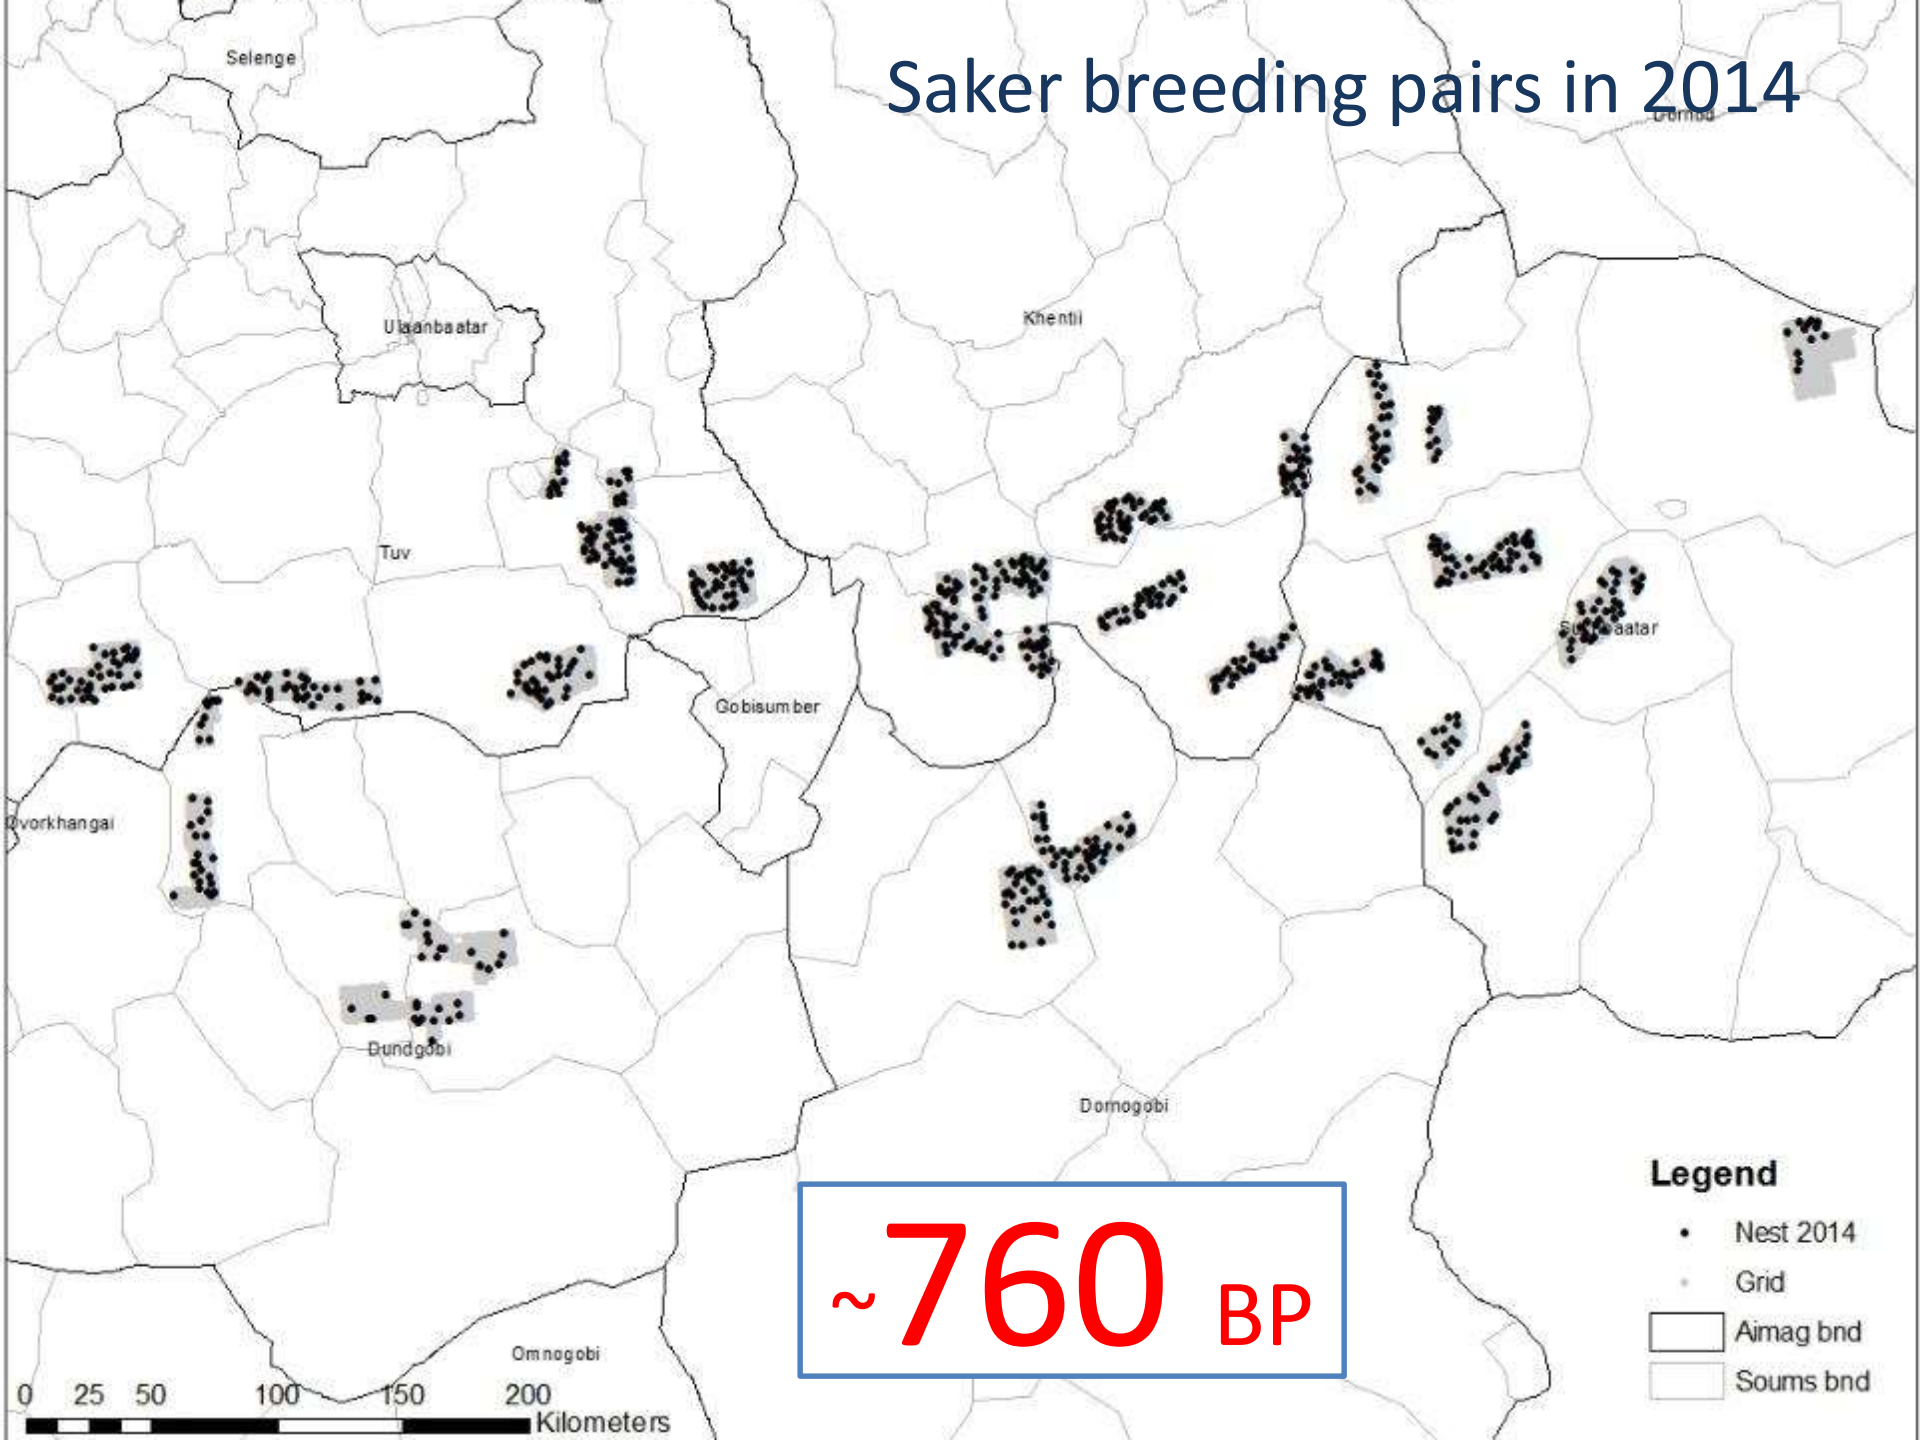 Saker breeding pairs in 2014
Selenge
Dornod
Ulaanbaatar
Khentii
Tuv
Gobisumber
Ovorkhangai
Dundgobi
Dornogobi
Omnogobi
~760 BP
Legend
Nest 2014
Grid
Aimag bnd
Soums bnd
0 25 50 100 150 200
Kilometers